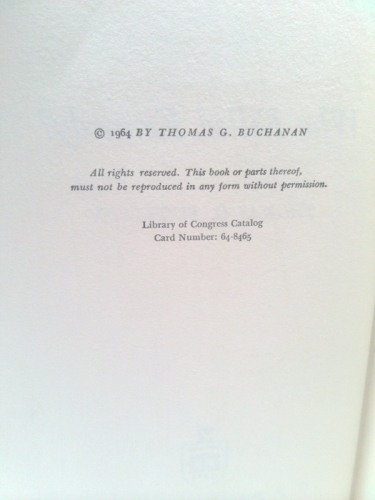 © 1964 BY THOMAS G. BUCHANAN
All rights reserved. This book or parts thereof,
must not be reproduced in any form without permission.
Library of Congress Catalog
Card Number: 64-8465